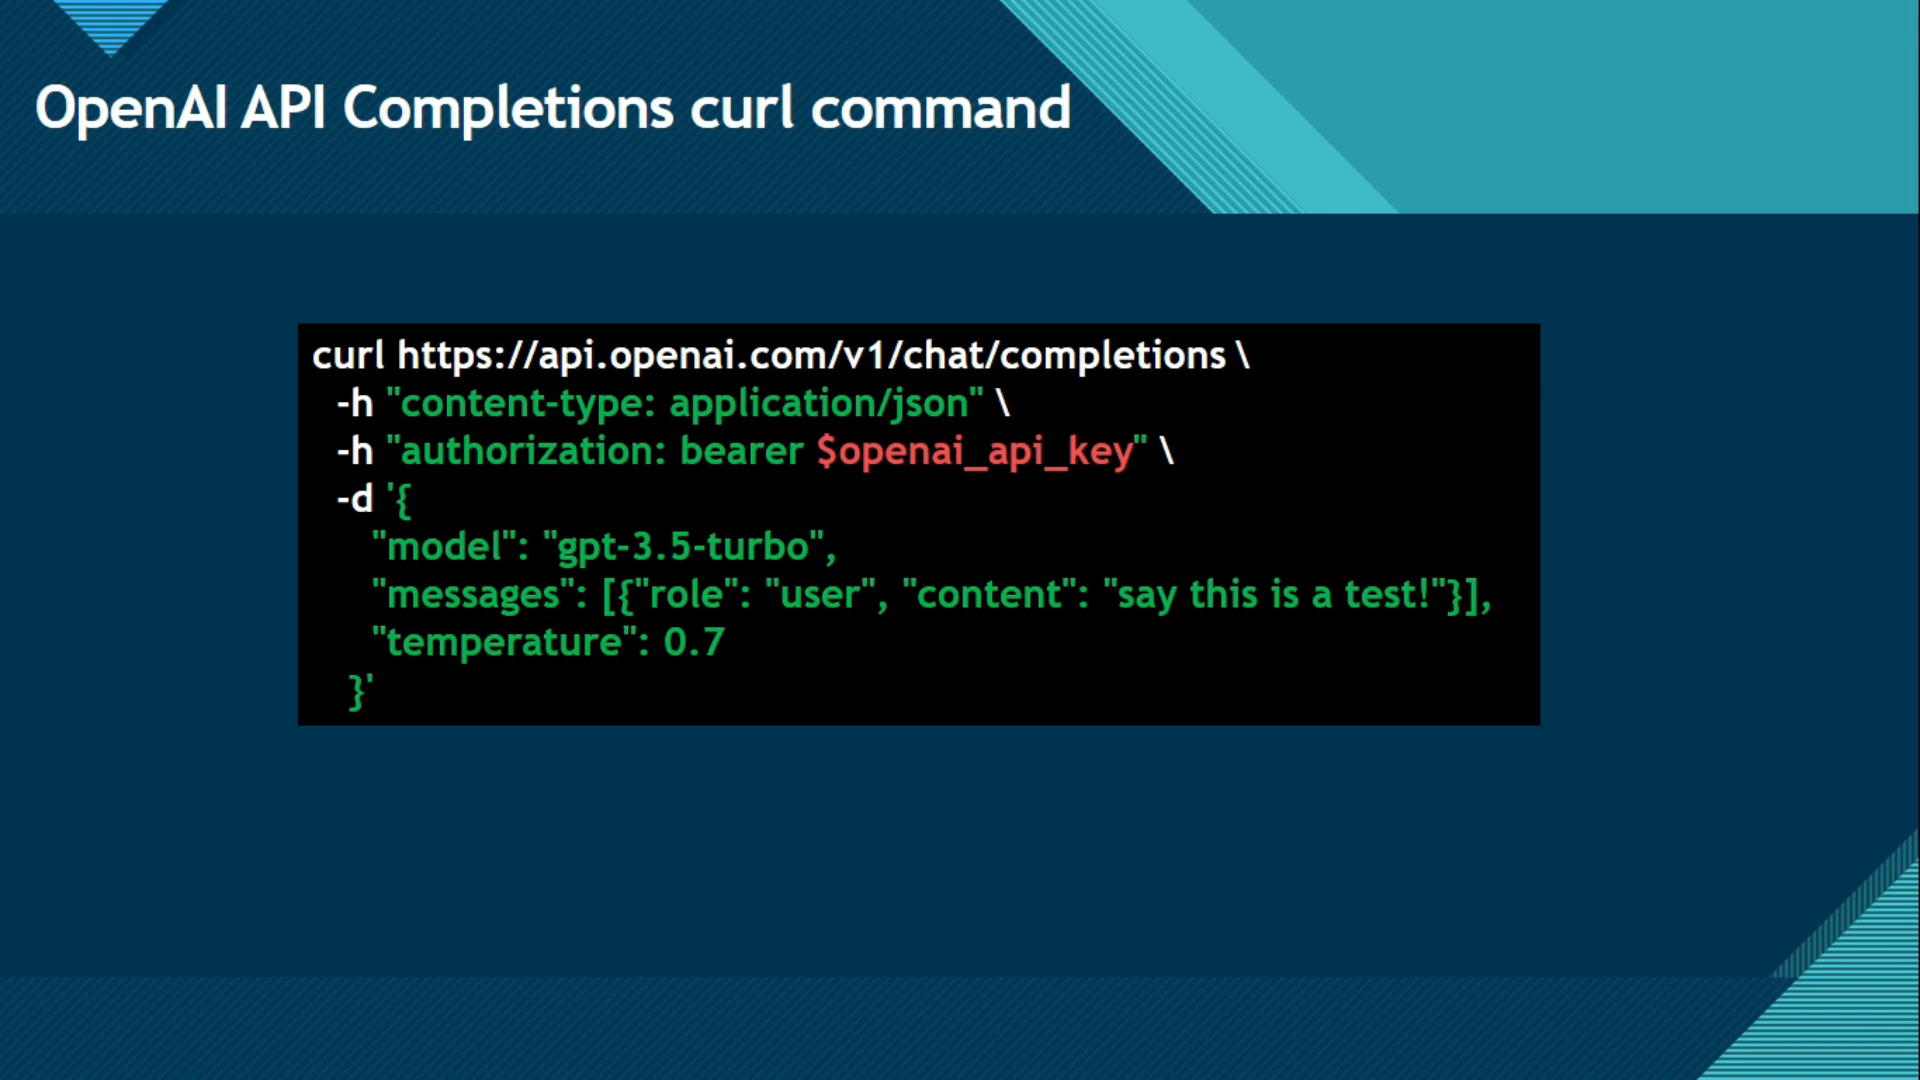 OpenAI API Completions curl command
curl https://api.openai.com/v1/chat/completions \
-h "content-type: application/json" \
-h "authorization: bearer $openai_api_key" \
-d '{
"model": "gpt-3.5-turbo",
"messages": [{"role": "user", "content": "say this is a test!"}],
"temperature": 0.7
}'